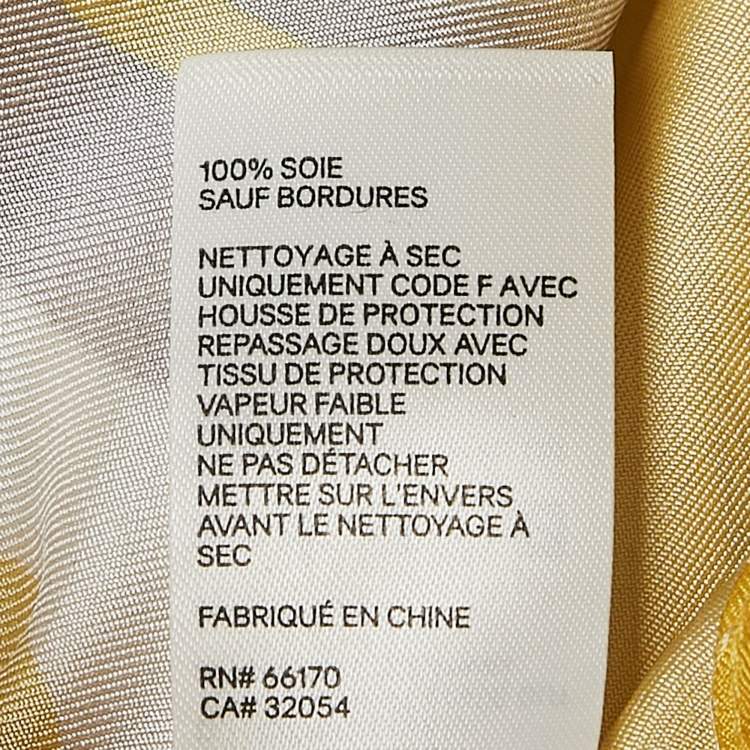 100% SOIE
SAUF BORDURES
NETTOYAGE À SEC
UNIQUEMENT CODE F AVEC
HOUSSE DE PROTECTION
REPASSAGE DOUX AVEC
TISSU DE PROTECTION
VAPEUR FAIBLE
UNIQUEMENT
NE PAS DÉTACHER
METTRE SUR L'ENVERS
AVANT LE NETTOYAGE À
SEC
FABRIQUÉ EN CHINE
RN# 66170
CA# 32054